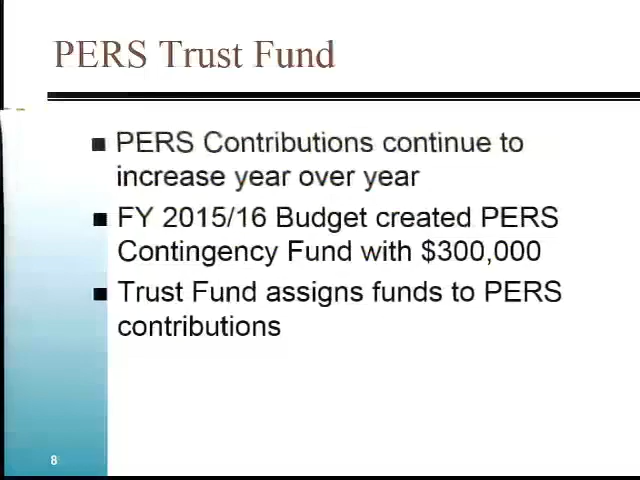 PERS Trust Fund
PERS Contributions continue to
increase year over year
FY 2015/16 Budget created PERS
Contingency Fund with $300,000
Trust Fund assigns funds to PERS
contributions
8